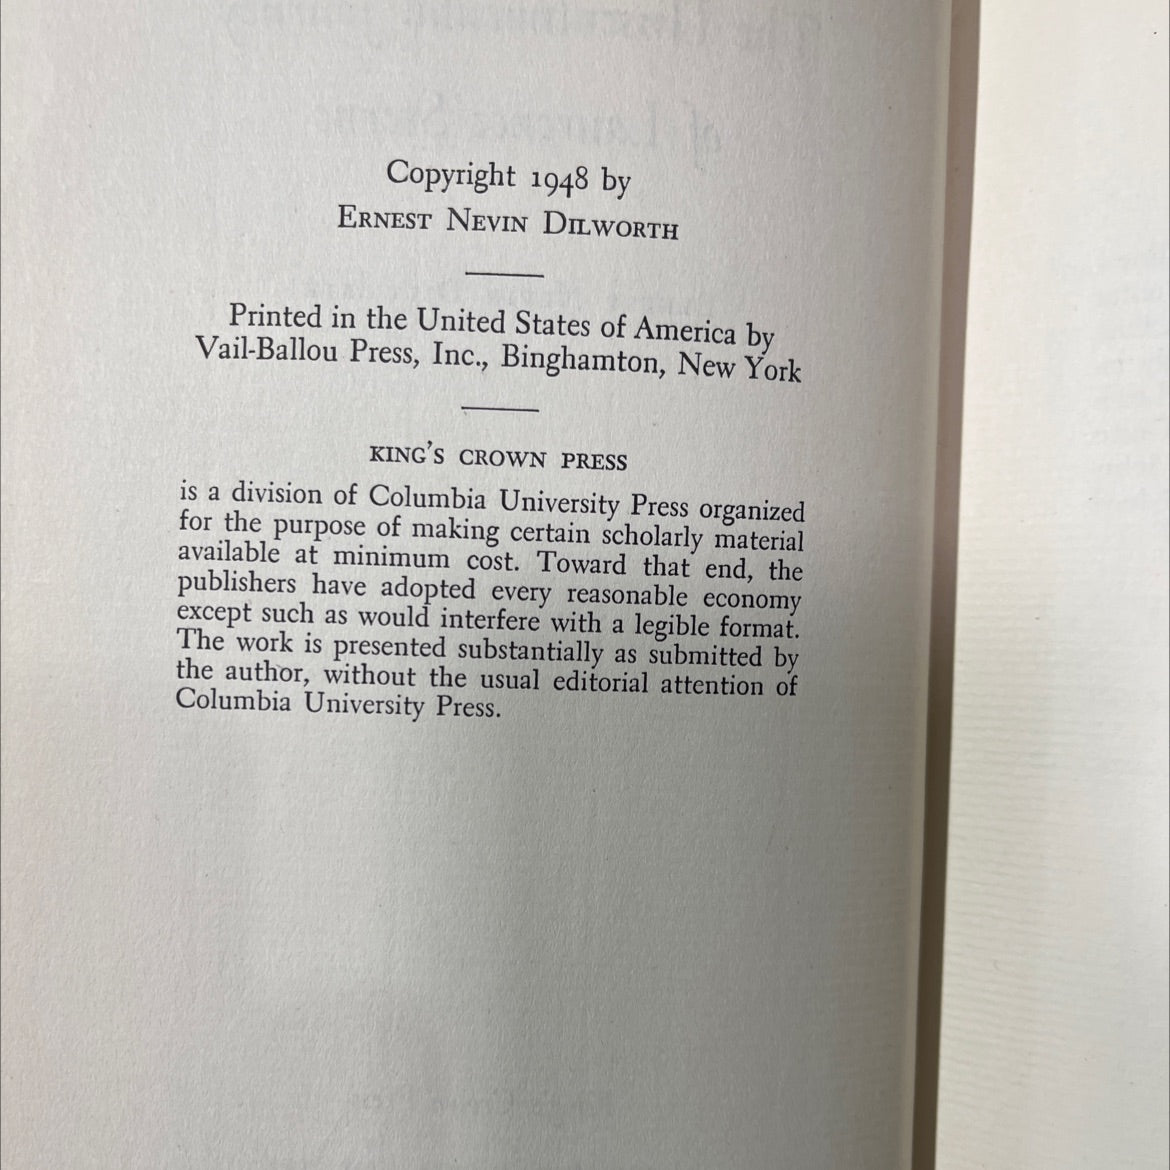 Copyright 1948 by
ERNEST NEVIN DILWORTH
Printed in the United States of America by
Vail-Ballou Press, Inc., Binghamton, New York
KING'S CROWN PRESS
is a division of Columbia University Press organized
for the purpose of making certain scholarly material
available at minimum cost. Toward that end, the
publishers have adopted every reasonable economy
except such as would interfere with a legible format.
The work is presented substantially as submitted by
the author, without the usual editorial attention of
Columbia University Press.